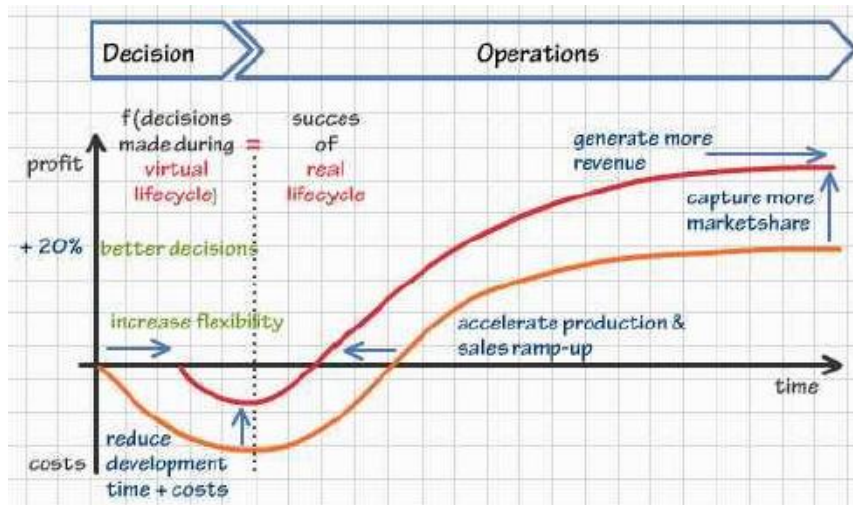 Decision
Operations
f(decisions
made during
virtual
lifecycle)
=
succes
of
real
lifecycle
generate more
revenue
profit
capture more
marketshare
+ 20%
better decisions
increase flexibility
accelerate production &
sales ramp-up
time
reduce
development
time + costs
costs